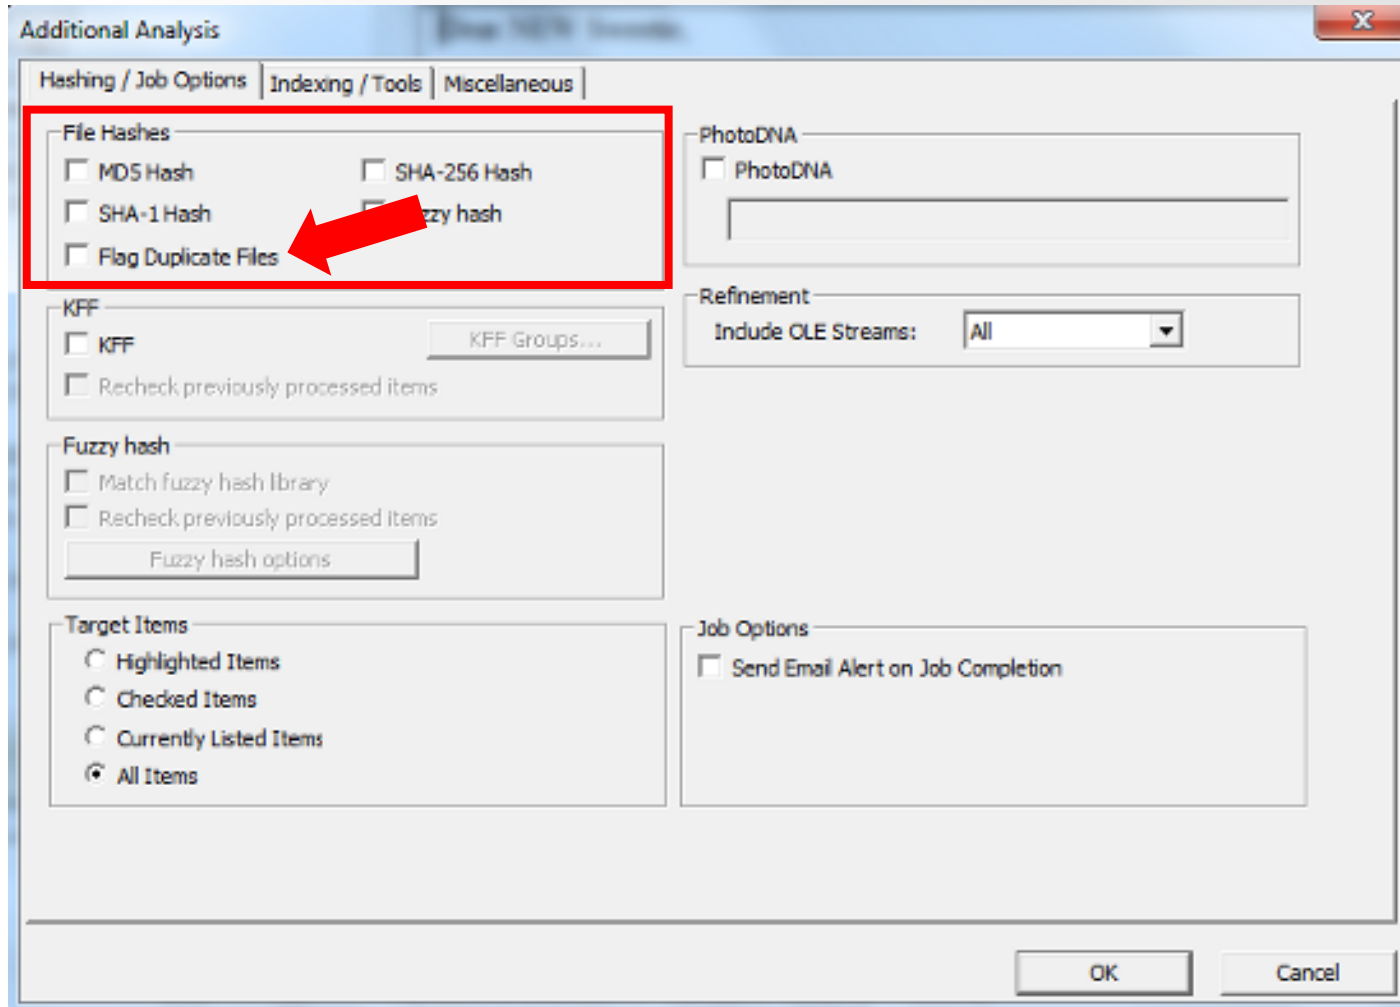 Additional Analysis
Hashing / Job Options
Indexing / Tools
Miscellaneous
File Hashes
MD5 Hash
SHA-256 Hash
SHA-1 Hash
hash
Flag Duplicate Files
KFF
KFF
KFF Groups...
Recheck previously processed items
Fuzzy hash
Match fuzzy hash library
Recheck previously processed items
Fuzzy hash options
Target Items
Highlighted Items
Checked Items
Currently Listed Items
All Items
PhotoDNA
PhotoDNA
Refinement
Include OLE Streams:
All
Job Options
Send Email Alert on Job Completion
OK
Cancel